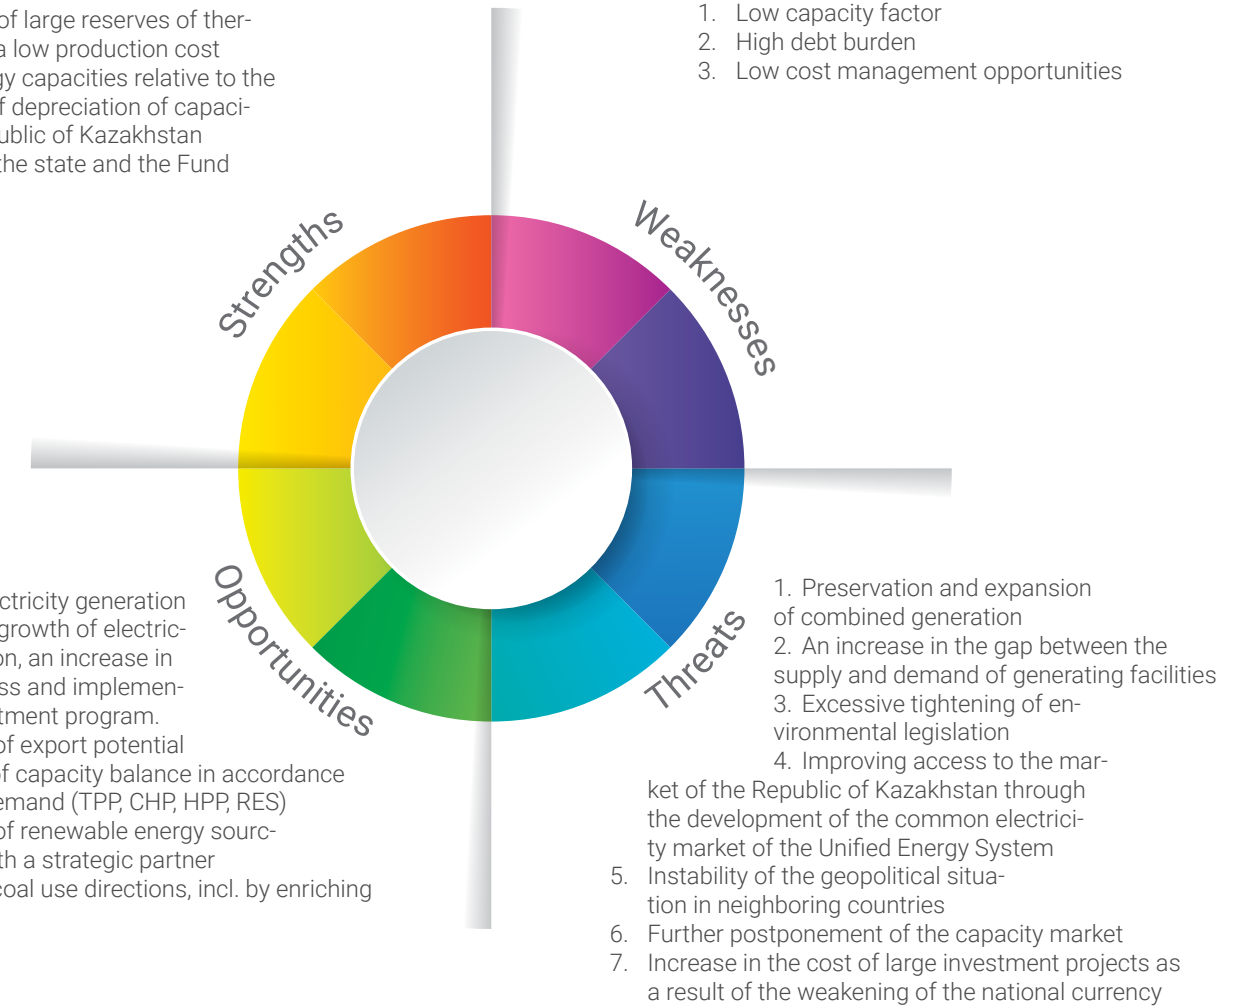 of large reserves of ther-
a low production cost
gy capacities relative to the
f depreciation of capaci-
ublic of Kazakhstan
the state and the Fund
1. Low capacity factor
2. High debt burden
3. Low cost management opportunities
Strengths
Weaknesses
Opportunities
Threats
ctricity generation
growth of electric-
on, an increase in
ss and implemen-
tment program.
of export potential
of capacity balance in accordance
emand (TPP, CHP, HPP, RES)
of renewable energy sourc-
th a strategic partner
coal use directions, incl. by enriching
1. Preservation and expansion
of combined generation
2. An increase in the gap between the
supply and demand of generating facilities
3. Excessive tightening of en-
vironmental legislation
4. Improving access to the mar-
ket of the Republic of Kazakhstan through
the development of the common electrici-
ty market of the Unified Energy System
5. Instability of the geopolitical situa-
tion in neighboring countries
6. Further postponement of the capacity market
7. Increase in the cost of large investment projects as
a result of the weakening of the national currency